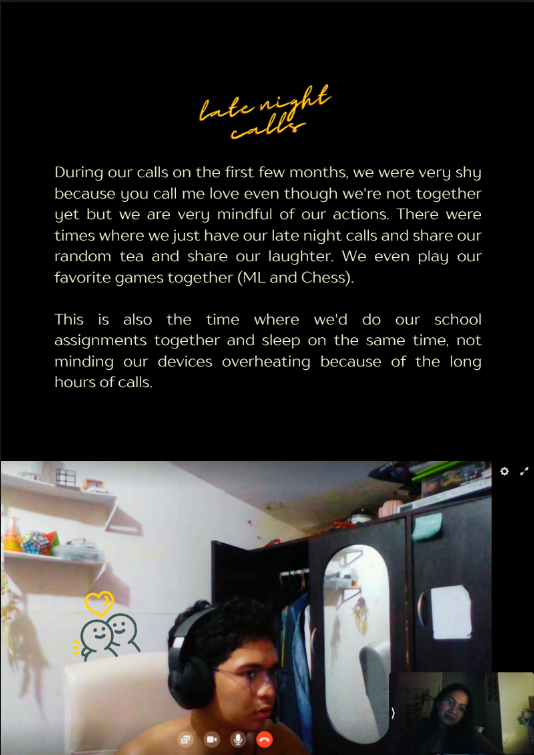 late night
calls
During our calls on the first few months, we were very shy
because you call me love even though we're not together
yet but we are very mindful of our actions. There were
times where we just have our late night calls and share our
random tea and share our laughter. We even play our
favorite games together (ML and Chess).
This is also the time where we'd do our school
assignments together and sleep on the same time, not
minding our devices overheating because of the long
hours of calls.